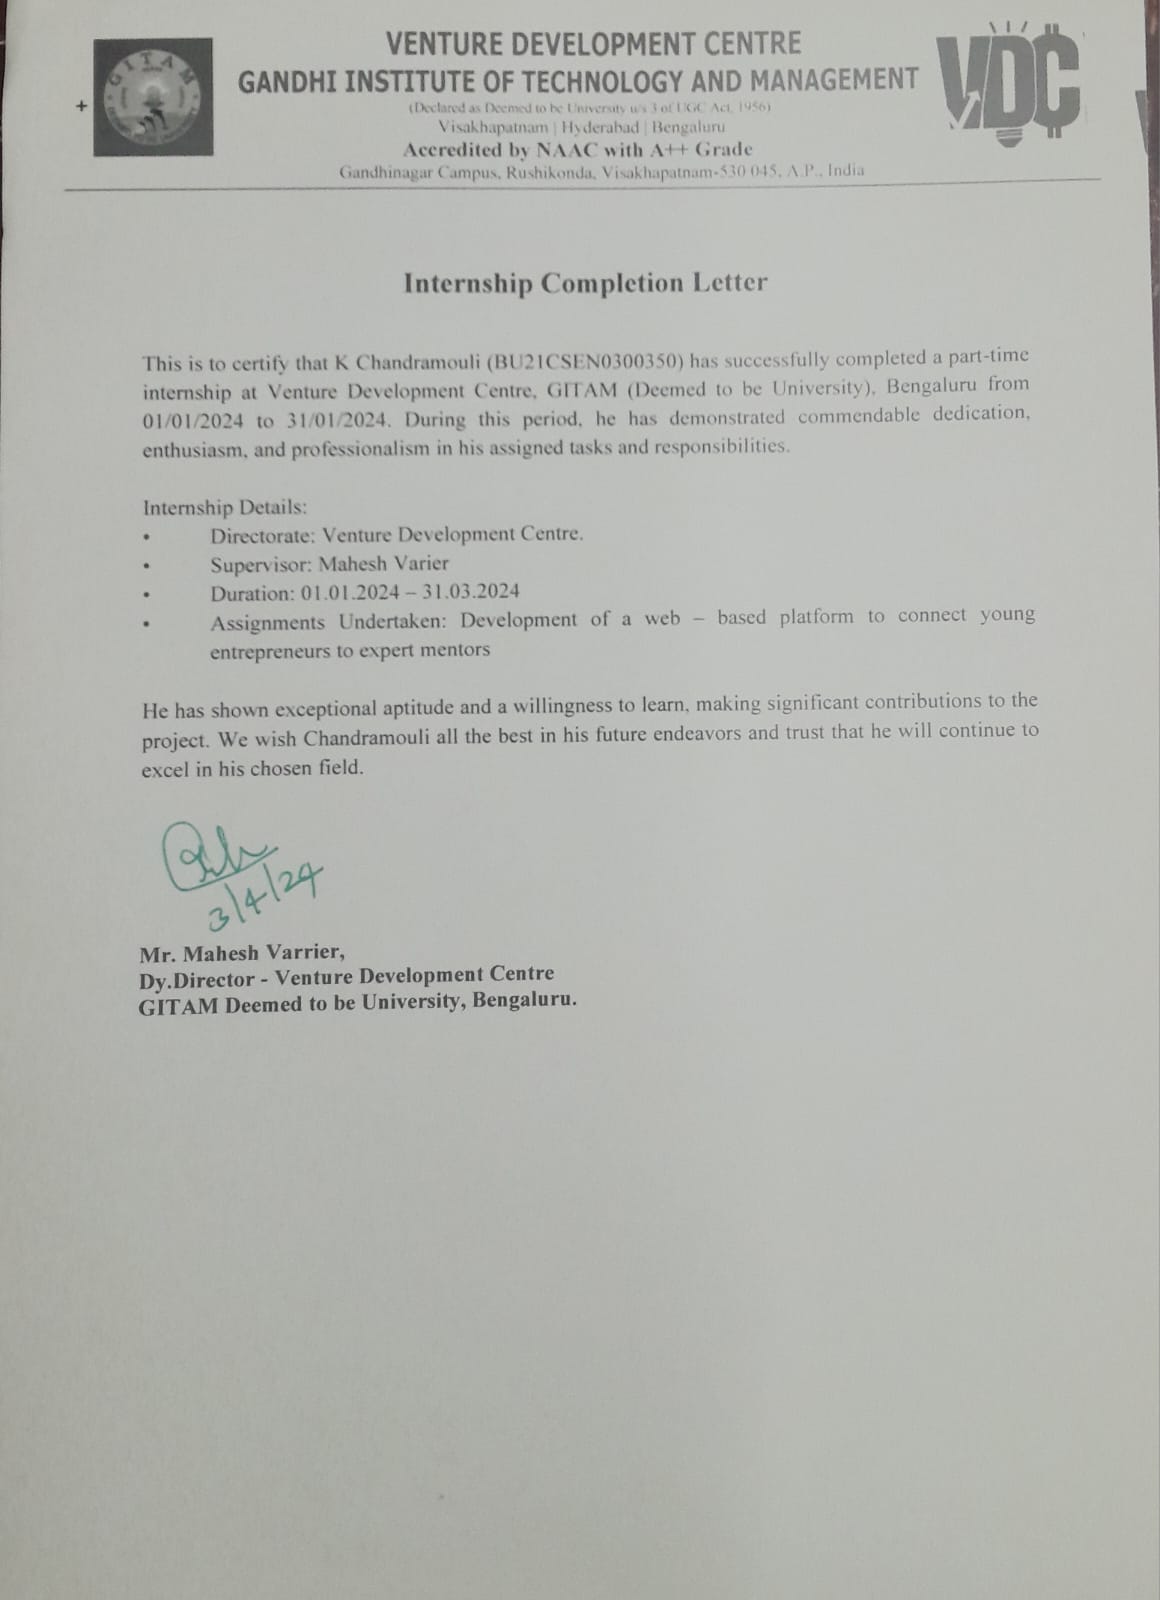 VENTURE DEVELOPMENT CENTRE
GANDHI INSTITUTE OF TECHNOLOGY AND MANAGEMENT
(Declared as Deemed to be University u/s 3 of UGC Act, 1956)
Visakhapatnam | Hyderabad | Bengaluru
Accredited by NAAC with A++ Grade
Gandhinagar Campus, Rushikonda, Visakhapatnam-530 045, A.P., India
+
GITAM
VDC
Internship Completion Letter
This is to certify that K Chandramouli (BU21CSEN0300350) has successfully completed a part-time
internship at Venture Development Centre, GITAM (Deemed to be University), Bengaluru from
01/01/2024 to 31/01/2024. During this period, he has demonstrated commendable dedication,
enthusiasm, and professionalism in his assigned tasks and responsibilities.
Internship Details:
• Directorate: Venture Development Centre.
• Supervisor: Mahesh Varier
• Duration: 01.01.2024 – 31.03.2024
• Assignments Undertaken: Development of a web – based platform to connect young
entrepreneurs to expert mentors
He has shown exceptional aptitude and a willingness to learn, making significant contributions to the
project. We wish Chandramouli all the best in his future endeavors and trust that he will continue to
excel in his chosen field.
3/4/24
Mr. Mahesh Varrier,
Dy.Director - Venture Development Centre
GITAM Deemed to be University, Bengaluru.